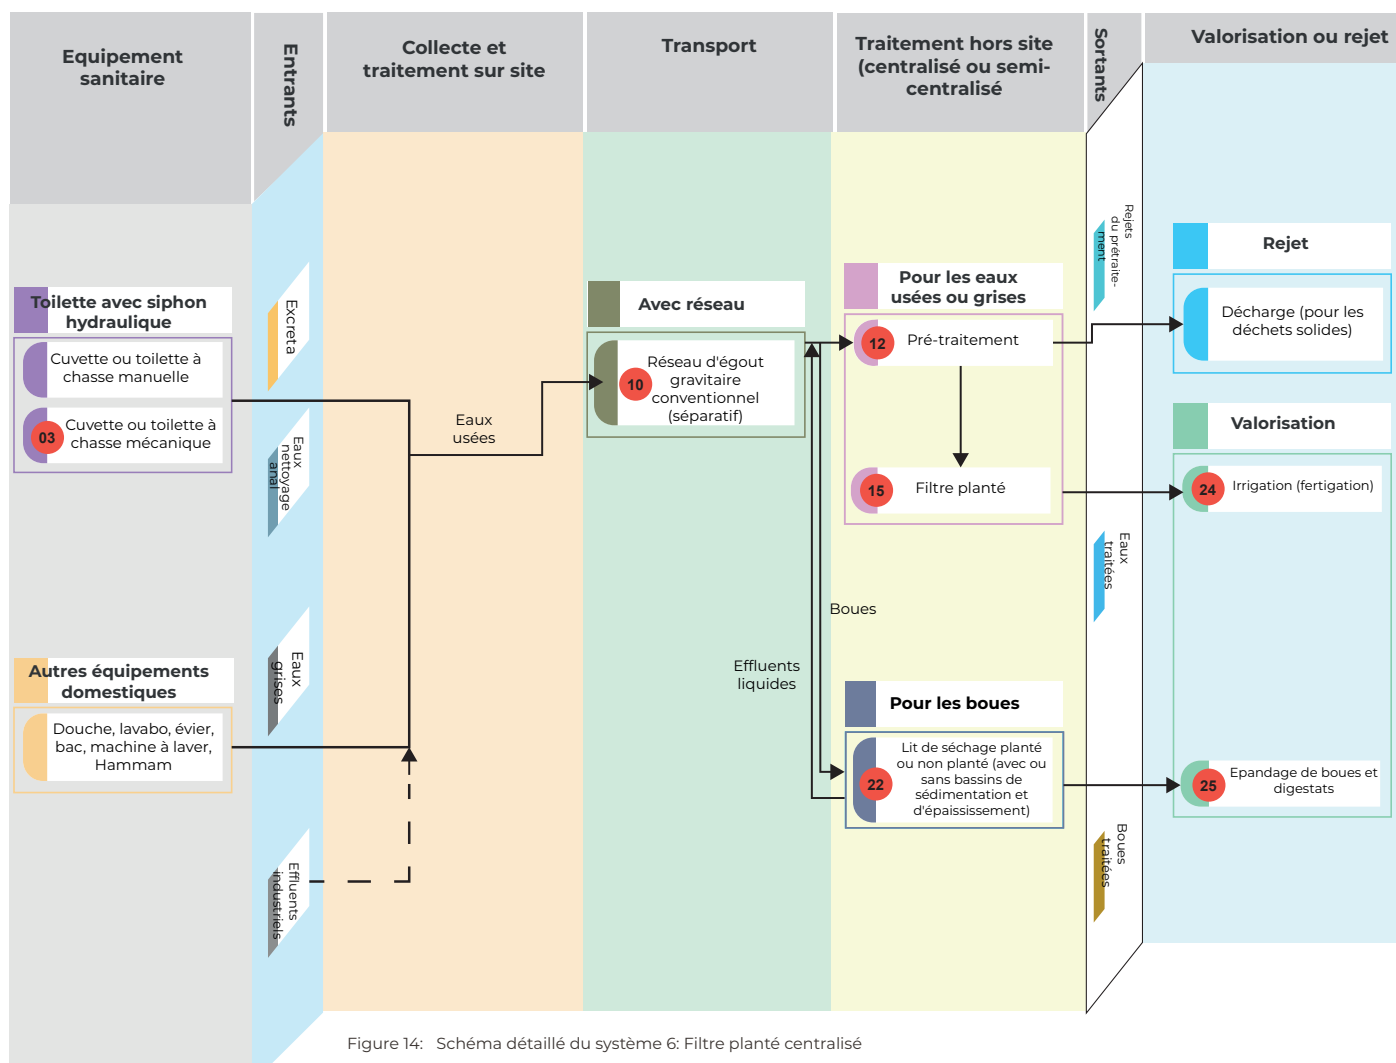 Equipement
sanitaire
Entrants
Collecte et
traitement sur site
Transport
Traitement hors site
(centralisé ou semi-
centralisé
Sortants
Valorisation ou rejet
Toilette avec siphon
hydraulique
Cuvette ou toilette à
chasse manuelle
03
Cuvette ou toilette à
chasse mécanique
Autres équipements
domestiques
Douche, lavabo, évier,
bac, machine à laver,
Hammam
Excreta
Eaux
nettoyage
anal
Eaux
grises
Effluents
industriels
Eaux
usées
Avec réseau
10
Réseau d'égout
gravitaire
conventionnel
(séparatif)
Boues
Effluents
liquides
Pour les eaux
usées ou grises
12
Pré-traitement
15
Filtre planté
Pour les boues
22
Lit de séchage planté
ou non planté (avec ou
sans bassins de
sédimentation et
d'épaississement)
Rejets
du prétraite-
ment
Eaux
traitées
Boues
traitées
Rejet
Décharge (pour les
déchets solides)
Valorisation
24
Irrigation (fertigation)
25
Epandage de boues et
digestats
Figure 14: Schéma détaillé du système 6: Filtre planté centralisé